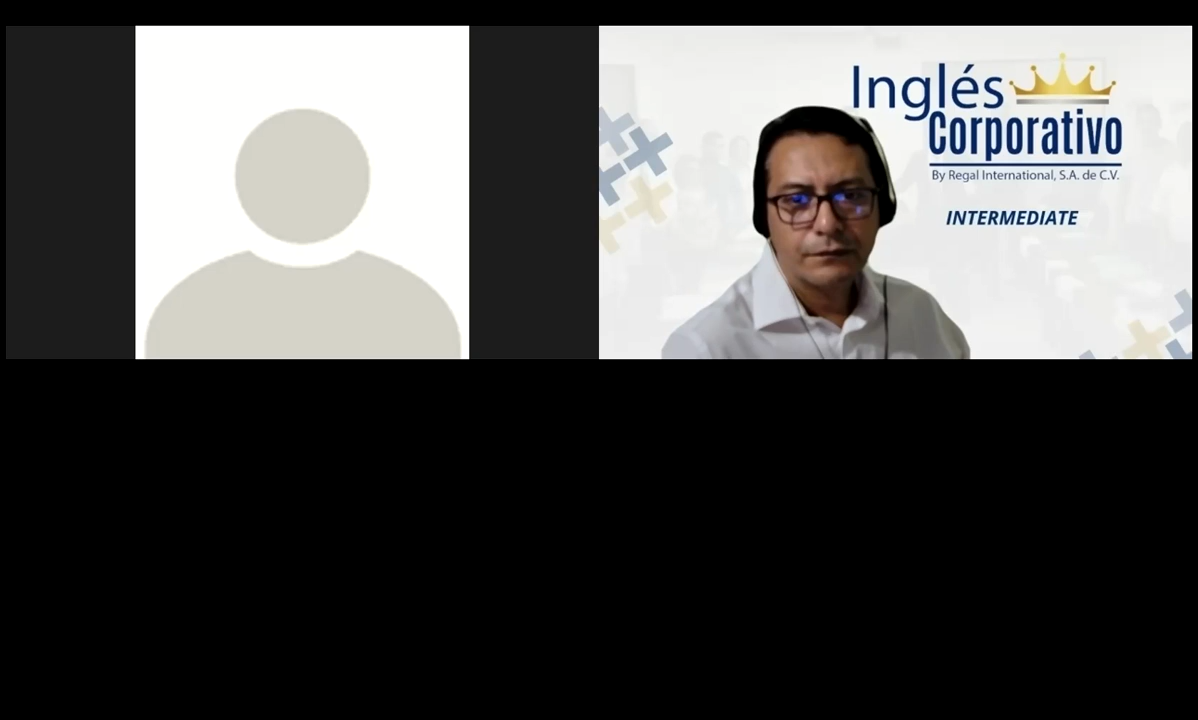 Inglés
Corporativo
By Regal International, S.A. de C.V.
INTERMEDIATE